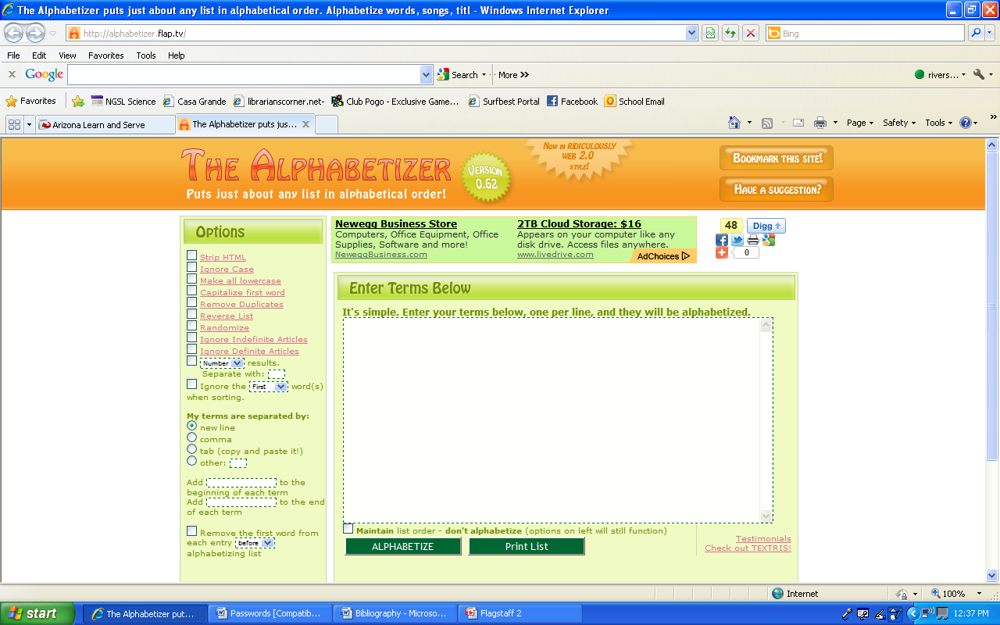 The Alphabetizer puts just about any list in alphabetical order. Alphabetize words, songs, titl - Windows Internet Explorer
http://alphabetizer.flap.tv/
Bing
File Edit View Favorites Tools Help
x Google Search More >>
rivers...
Favorites NGSL Science Casa Grande librarianscorner.net- Club Pogo - Exclusive Game... Surfbest Portal Facebook School Email
Arizona Learn and Serve The Alphabetizer puts jus... X Page Safety Tools
THE ALPHABETIZER
Puts just about any list in alphabetical order!
VERSION
0.62
NOW IN RIDICULOUSLY
WEB 2.0
STYLE!
BOOKMARK THIS SITE!
HAVE A SUGGESTION?
Options
Strip HTML
Ignore Case
Make all lowercase
Capitalize first word
Remove Duplicates
Reverse List
Randomize
Ignore Indefinite Articles
Ignore Definite Articles
Number results.
Separate with:
Ignore the First word(s)
when sorting.
My terms are separated by:
new line
comma
tab (copy and paste it!)
other:
Add to the
beginning of each term
Add to the end
of each term
Remove the first word from
each entry before
alphabetizing list
Newegg Business Store
Computers, Office Equipment, Office
Supplies, Software and more!
NeweggBusiness.com
2TB Cloud Storage: $16
Appears on your computer like any
disk drive. Access files anywhere.
www.livedrive.com
AdChoices
48 Digg
0
Enter Terms Below
It's simple. Enter your terms below, one per line, and they will be alphabetized.
Maintain list order - don't alphabetize (options on left will still function)
ALPHABETIZE Print List
Testimonials
Check out TEXTRIS!
Internet 100%
start The Alphabetizer put... Passwords [Compatib... Bibliography - Microso... Flagstaff 2 12:37 PM